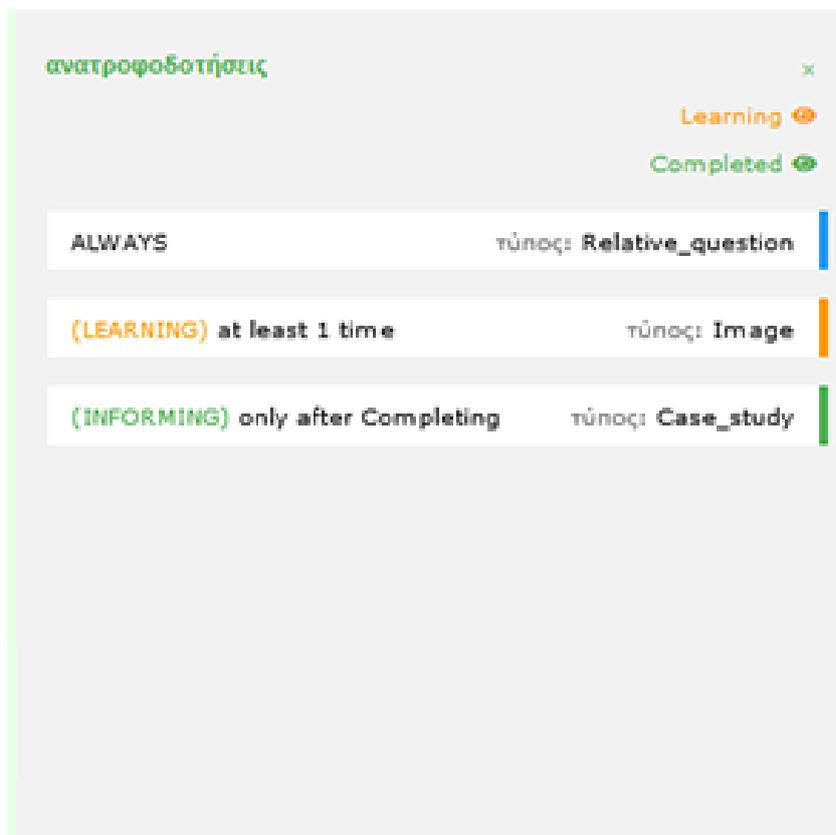 ανατροφοδοτήσεις
×
Learning
Completed
ALWAYS τύπος: Relative_question
(LEARNING) at least 1 time τύπος: Image
(INFORMING) only after Completing τύπος: Case_study